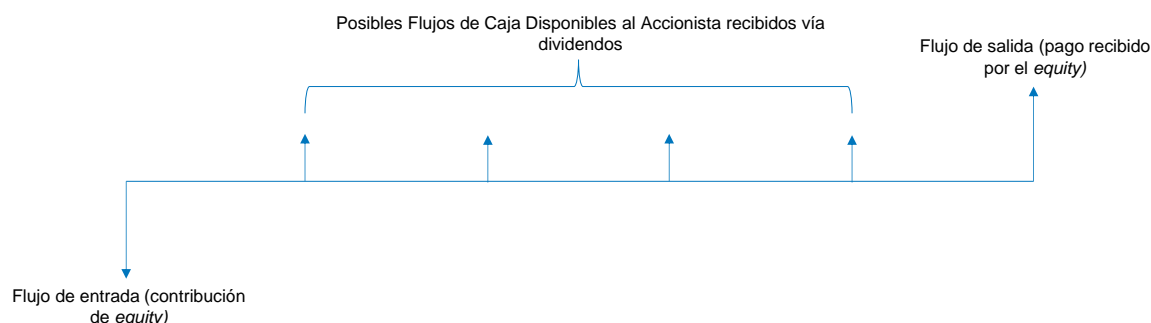 Posibles Flujos de Caja Disponibles al Accionista recibidos vía
dividendos
Flujo de salida (pago recibido
por el equity)
Flujo de entrada (contribución
de equity)